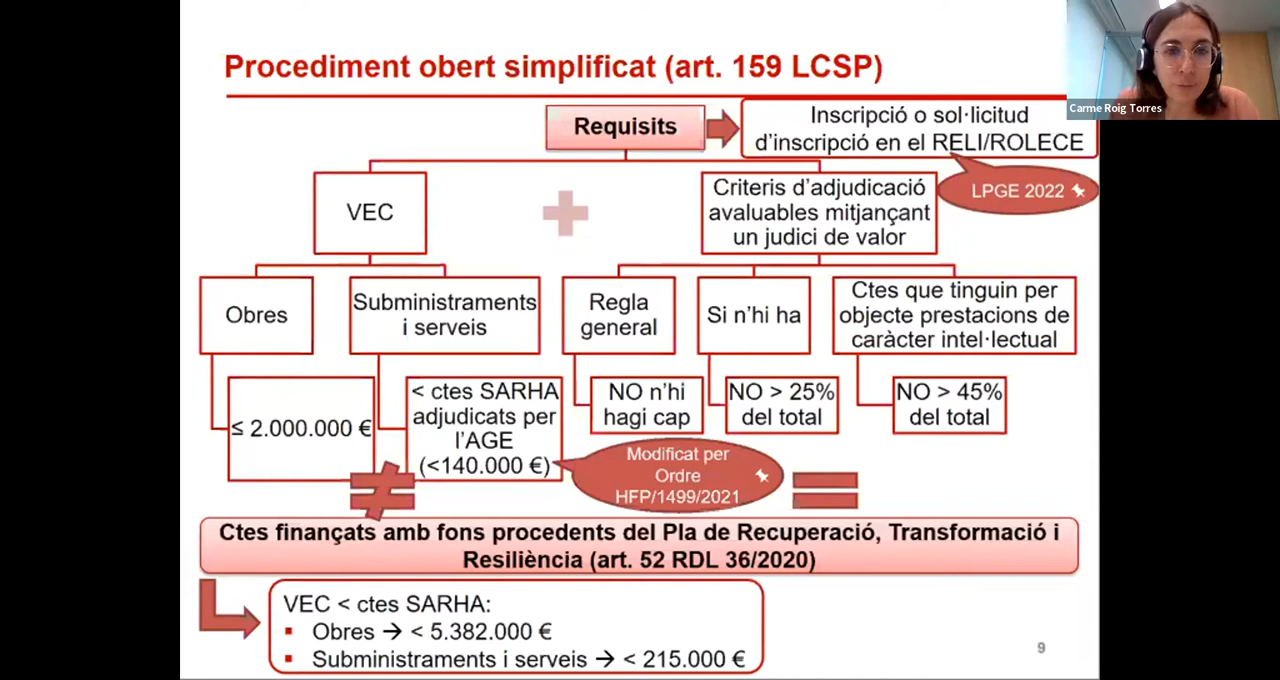 Procediment obert simplificat (art. 159 LCSP)
Carme Roig Torres
Requisits
Inscripció o sol·licitud
d’inscripció en el RELI/ROLECE
LPGE 2022
VEC
Criteris d’adjudicació
avaluables mitjançant
un judici de valor
Obres
Subministraments
i serveis
Regla
general
Si n’hi ha
Ctes que tinguin per
objecte prestacions de
caràcter intel·lectual
≤ 2.000.000 €
< ctes SARHA
adjudicats per
l’AGE
(<140.000 €)
NO n’hi
hagi cap
NO > 25%
del total
NO > 45%
del total
Modificat per
Ordre
HFP/1499/2021
Ctes finançats amb fons procedents del Pla de Recuperació, Transformació i
Resiliència (art. 52 RDL 36/2020)
VEC < ctes SARHA:
▪ Obres → < 5.382.000 €
▪ Subministraments i serveis → < 215.000 €
9